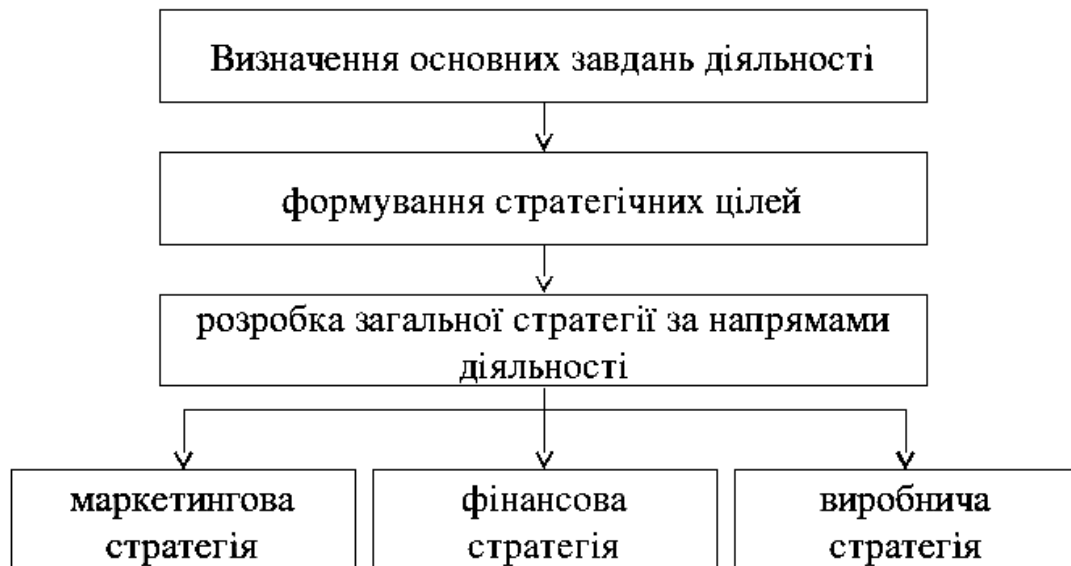 Визначення основних завдань діяльності
формування стратегічних цілей
розробка загальної стратегії за напрямами
діяльності
маркетингова
стратегія
фінансова
стратегія
виробнича
стратегія